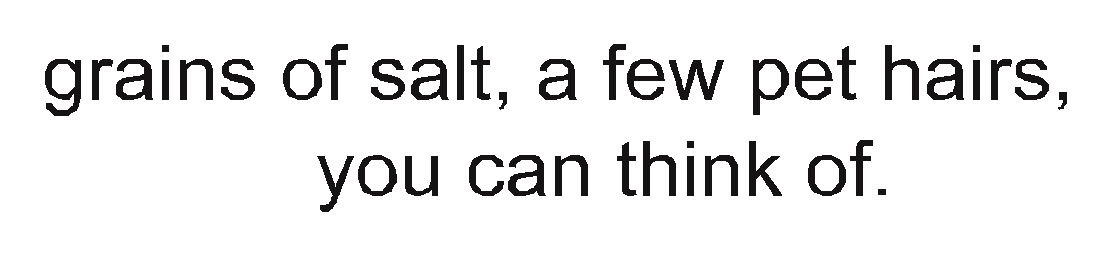 grains of salt, a few pet hairs,
you can think of.